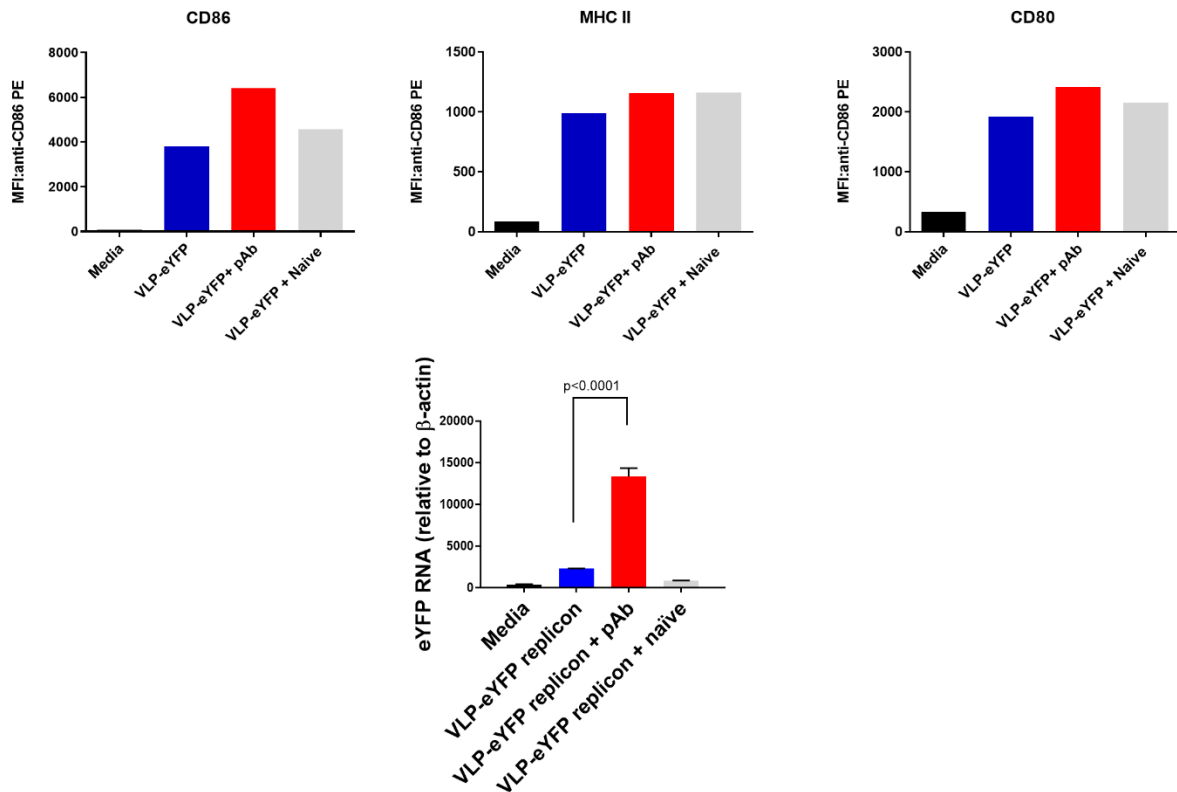 CD86
MFI:anti-CD86 PE
8000
6000
4000
2000
0
Media
VLP-eYFP
VLP-eYFP+ pAb
VLP-eYFP + Naive
MHC II
MFI:anti-CD86 PE
1500
1000
500
0
Media
VLP-eYFP
VLP-eYFP+ pAb
VLP-eYFP + Naive
CD80
MFI:anti-CD86 PE
3000
2000
1000
0
Media
VLP-eYFP
VLP-eYFP+ pAb
VLP-eYFP + Naive
eYFP RNA (relative to β-actin)
p<0.0001
20000
15000
10000
5000
0
Media
VLP-eYFP replicon
VLP-eYFP replicon + pAb
VLP-eYFP replicon + naïve